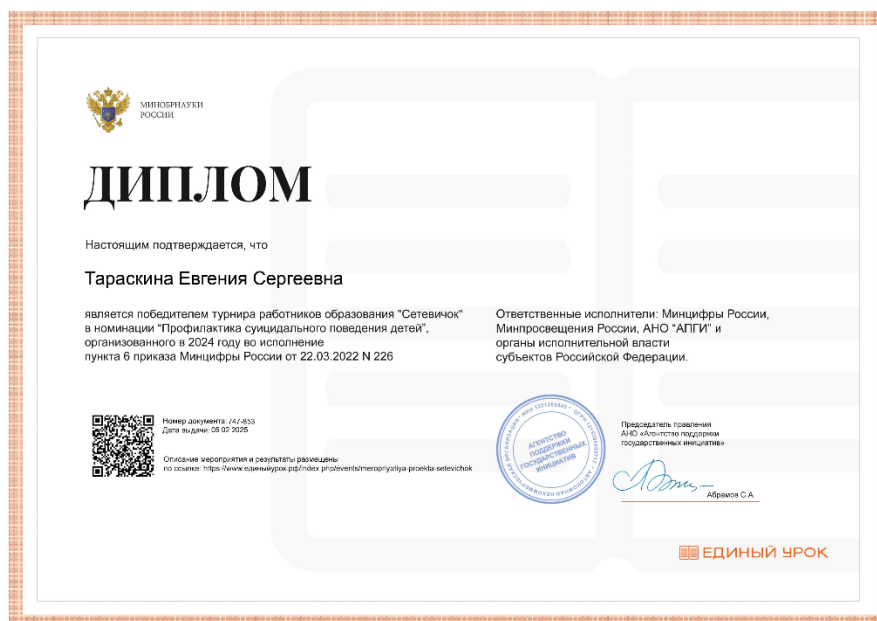 МИНОБРНАУКИ
РОССИИ
ДИПЛОМ
Настоящим подтверждается, что
Тараскина Евгения Сергеевна
является победителем турнира работников образования "Сетевичок"
в номинации “Профилактика суицидального поведения детей”,
организованного в 2024 году во исполнение
пункта 6 приказа Минцифры России от 22.03.2022 N 226
Ответственные исполнители: Минцифры России,
Минпросвещения России, АНО “АПГИ” и
органы исполнительной власти
субъектов Российской Федерации.
Номер документа: 747-853
Дата выдачи: 05 02 2025
Описание мероприятия и результаты размещены
по ссылке: https://www.единыйурок.рф/index php/events/meropriyatiya-proekta-setevichok
АГЕНТСТВО
ПОДДЕРЖКИ
ГОСУДАРСТВЕННЫХ
ИНИЦИАТИВ
Председатель правления
АНО «Агентство поддержки
государственных инициатив»
Абрамов С.А.
ЕДИНЫЙ УРОК